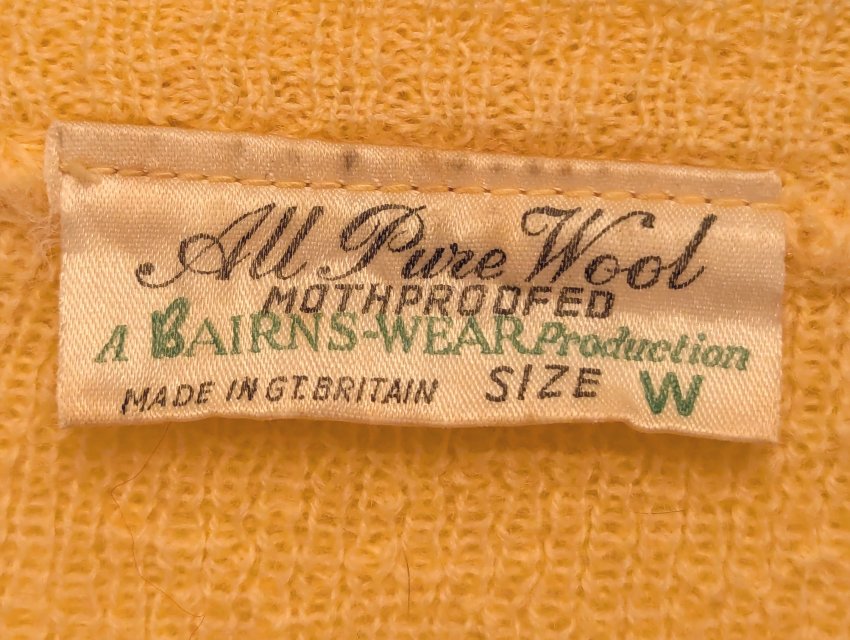 All Pure Wool
MOTHPROOFED
A BAIRNS-WEAR Production
MADE IN GT. BRITAIN SIZE W